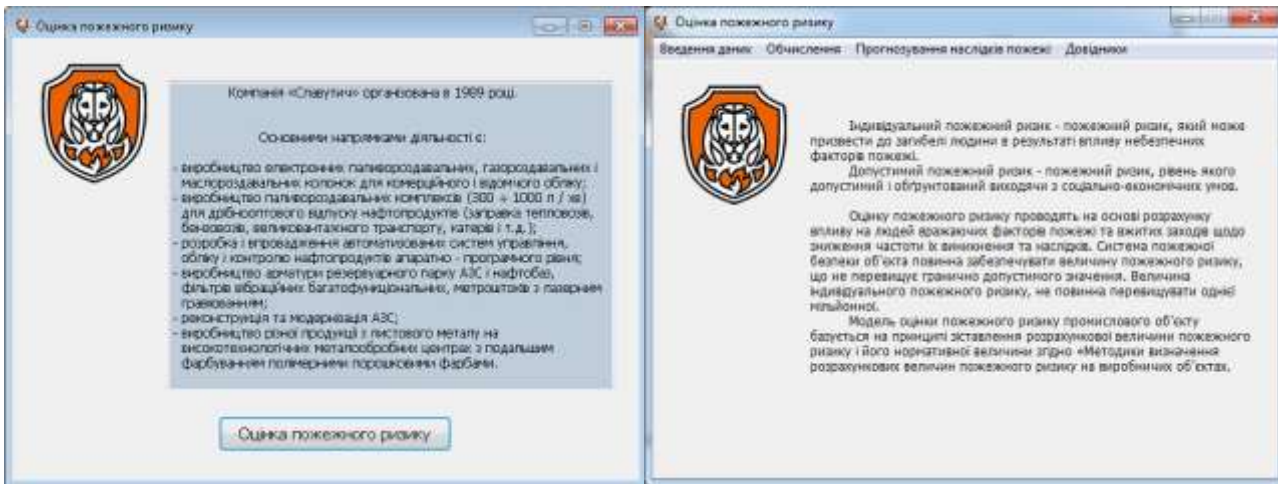 Оцінка пожежного ризику
Компанія «Славутич» організована в 1989 році.
Основними напрямками діяльності є:
- виробництво електронних паливороздавальних, газороздавальних і
маслороздавальних колонок для комерційного і відомчого обліку;
- виробництво паливороздавальних комплексів (300 ÷ 1000 л / хв)
для дрібнооптового відпуску нафтопродуктів (заправка тепловозів,
бензовозів, великовантажного транспорту, катерів і т.д.);
- розробка і впровадження автоматизованих систем управління,
обліку і контролю нафтопродуктів апаратно - програмного рівня;
- виробництво арматури резервуарного парку АЗС і нафтобаз,
фільтрів вібраційних багатофункціональних, метроштоків з лазерним
гравіюванням;
- реконструкція та модернізація АЗС;
- виробництво різної продукції з листового металу на
високотехнологічних металообробних центрах з подальшим
фарбуванням полімерними порошковими фарбами.
Оцінка пожежного ризику
Оцінка пожежного ризику
Введення даних Обчислення Прогнозування наслідків пожежі Довідники
Індивідуальний пожежний ризик - пожежний ризик, який може
призвести до загибелі людини в результаті впливу небезпечних
факторів пожежі.
Допустимий пожежний ризик - пожежний ризик, рівень якого
допустимий і обґрунтований виходячи з соціально-економічних умов.
Оцінку пожежного ризику проводять на основі розрахунку
впливу на людей вражаючих факторів пожежі та вжитих заходів щодо
зниження частоти їх виникнення та наслідків. Система пожежної
безпеки об'єкта повинна забезпечувати величину пожежного ризику,
що не перевищує гранично допустимого значення. Величина
індивідуального пожежного ризику, не повинна перевищувати однієї
мільйонної.
Модель оцінки пожежного ризику промислового об'єкту
базується на принципі зіставлення розрахункової величини пожежного
ризику і його нормативної величини згідно «Методики визначення
розрахункових величин пожежного ризику на виробничих об'єктах.